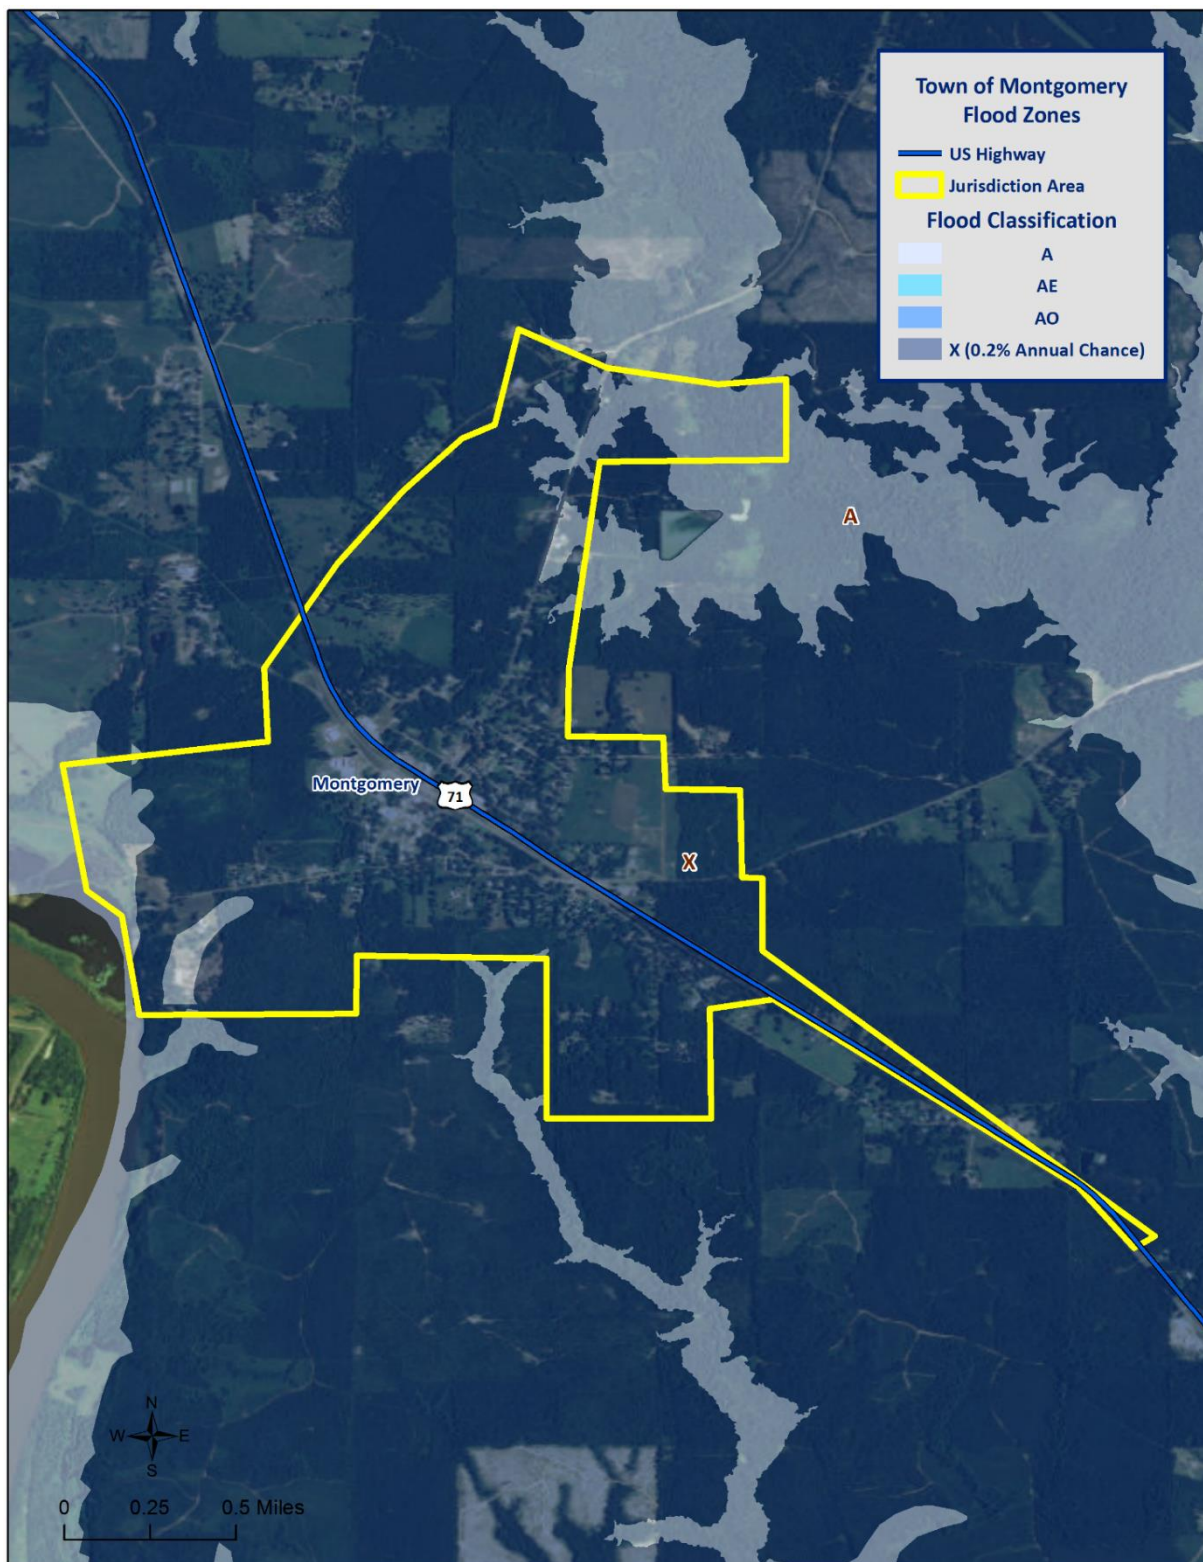 Town of Montgomery
Flood Zones
US Highway
Jurisdiction Area
Flood Classification
A
AE
AO
X (0.2% Annual Chance)
A
Montgomery
71
X
N
W E
S
0 0.25 0.5 Miles